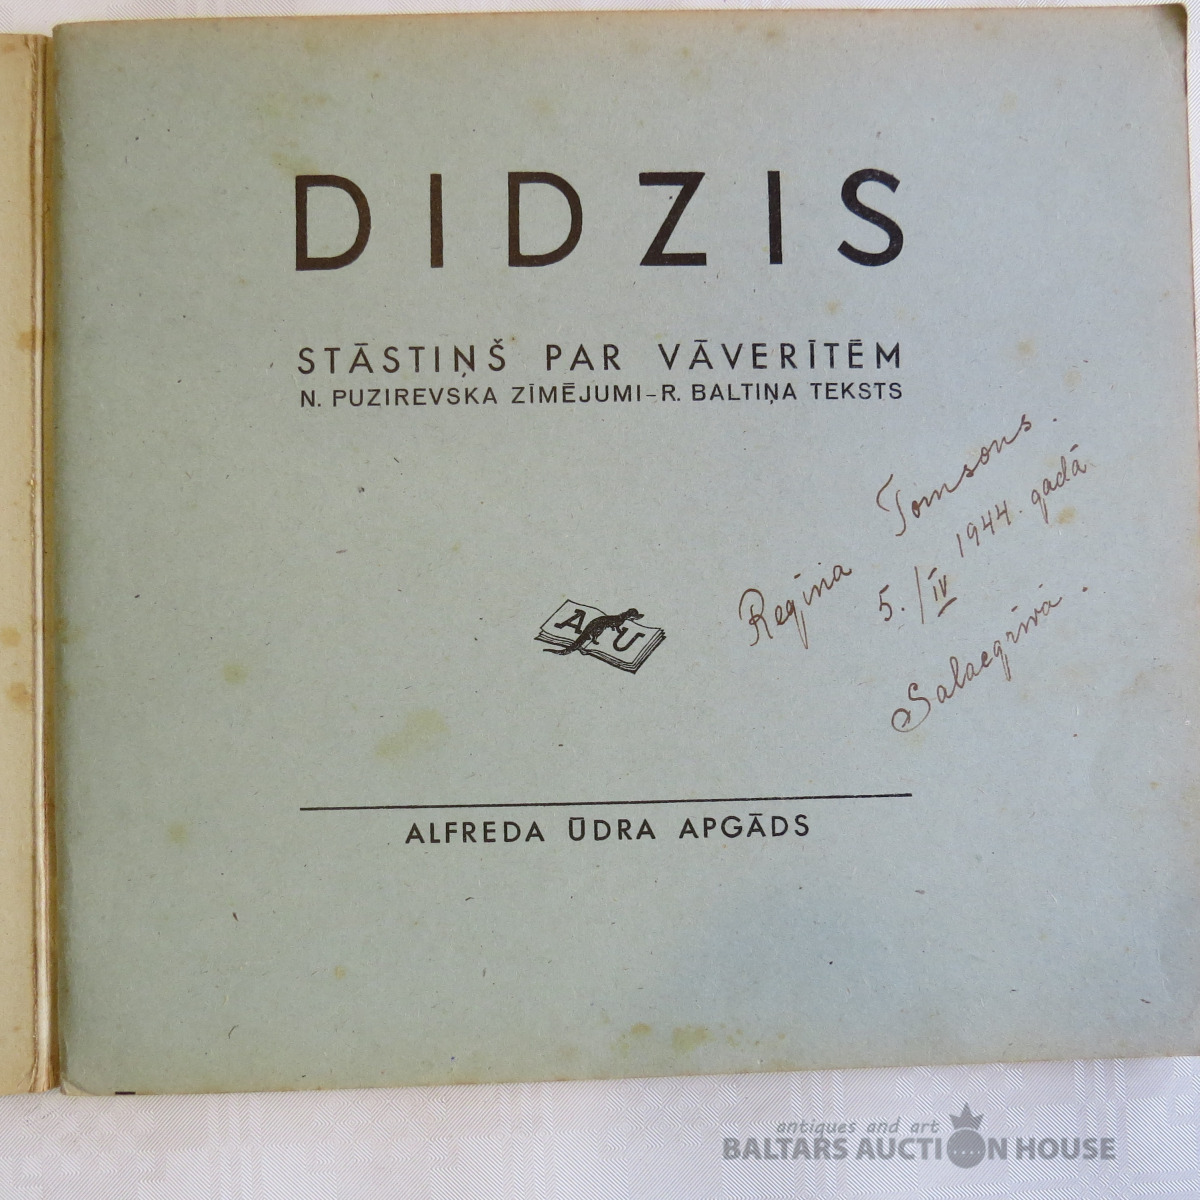 DIDZIS
STĀSTIŅŠ PAR VĀVERĪTĒM
N. PUZIREVSKA ZĪMĒJUMI-R. BALTIŅA TEKSTS
Regina Tomsons.
5./IV 1944. gadā
Salacgrīvā.
A U
ALFREDA ŪDRA APGĀDS
antiques and art
BALTARS AUCTION HOUSE